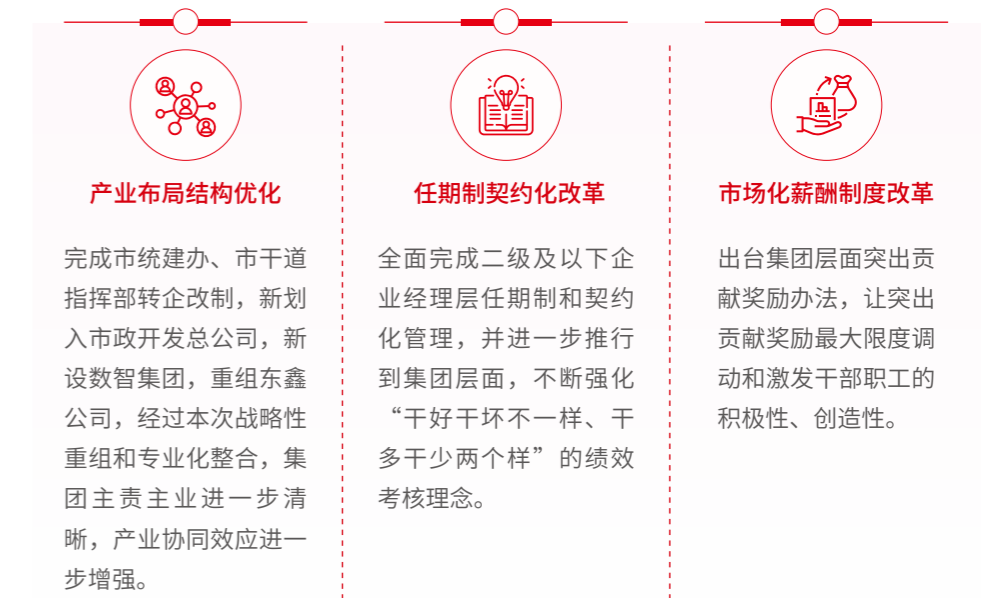 产业布局结构优化
完成市统建办、市干道
指挥部转企改制，新划
入市政开发总公司，新
设数智集团，重组东鑫
公司，经过本次战略性
重组和专业化整合，集
团主责主业进一步清
晰，产业协同效应进一
步增强。
任期制契约化改革
全面完成二级及以下企
业经理层任期制和契约
化管理，并进一步推行
到集团层面，不断强化
“干好干坏不一样、干
多干少两个样”的绩效
考核理念。
市场化薪酬制度改革
出台集团层面突出贡
献奖励办法，让突出
贡献奖励最大限度调
动和激发干部职工的
积极性、创造性。